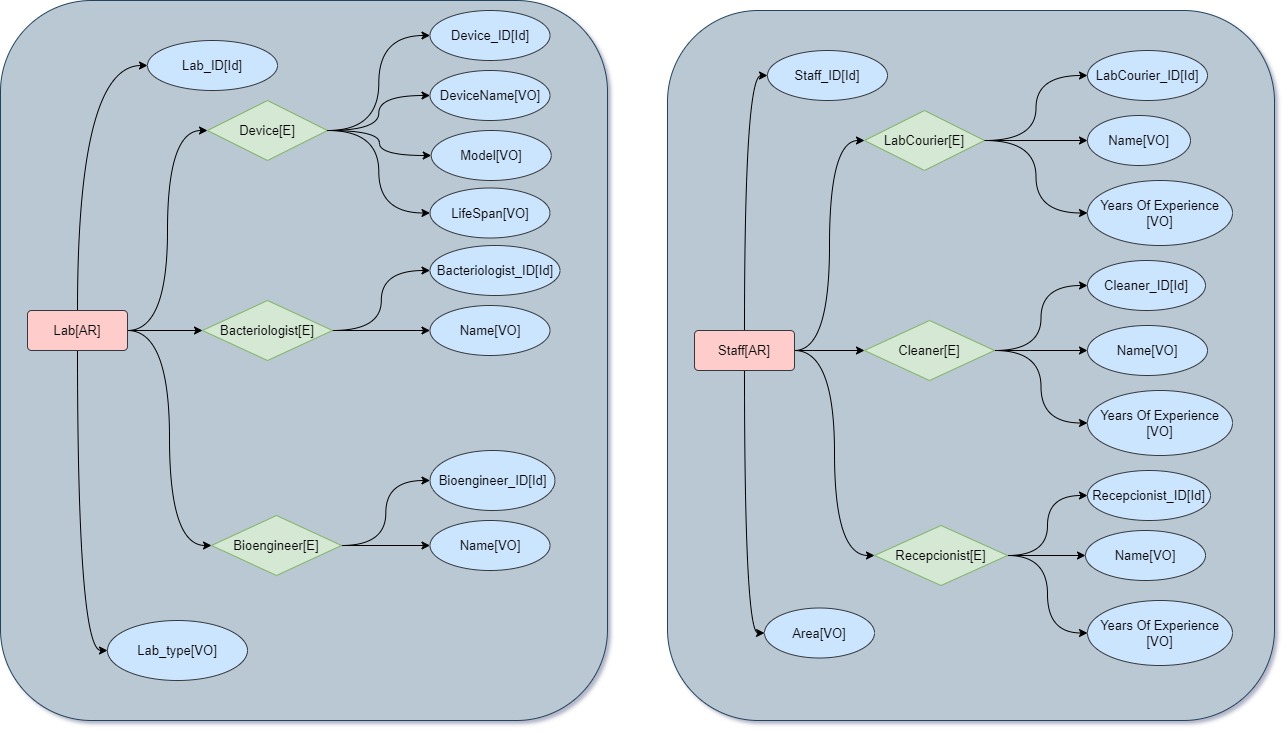 Lab_ID[Id]
Device[E]
Device_ID[Id]
DeviceName[VO]
Model[VO]
LifeSpan[VO]
Lab[AR]
Bacteriologist[E]
Bacteriologist_ID[Id]
Name[VO]
Bioengineer[E]
Bioengineer_ID[Id]
Name[VO]
Lab_type[VO]
Staff_ID[Id]
LabCourier[E]
LabCourier_ID[Id]
Name[VO]
Years Of Experience
[VO]
Staff[AR]
Cleaner[E]
Cleaner_ID[Id]
Name[VO]
Years Of Experience
[VO]
Recepcionist[E]
Recepcionist_ID[Id]
Name[VO]
Years Of Experience
[VO]
Area[VO]